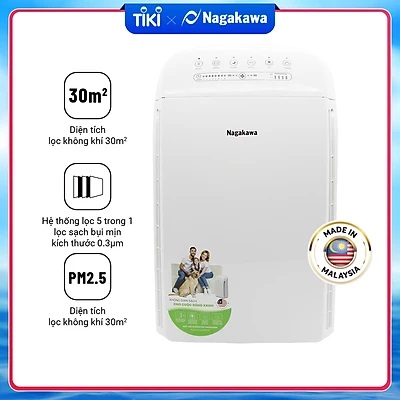 TiKi × Nagakawa
30m²
Diện tích
lọc không khí 30m²
Hệ thống lọc 5 trong 1
lọc sạch bụi mịn
kích thước 0.3µm
PM2.5
Diện tích
lọc không khí 30m²
Nagakawa
MADE IN
MALAYSIA